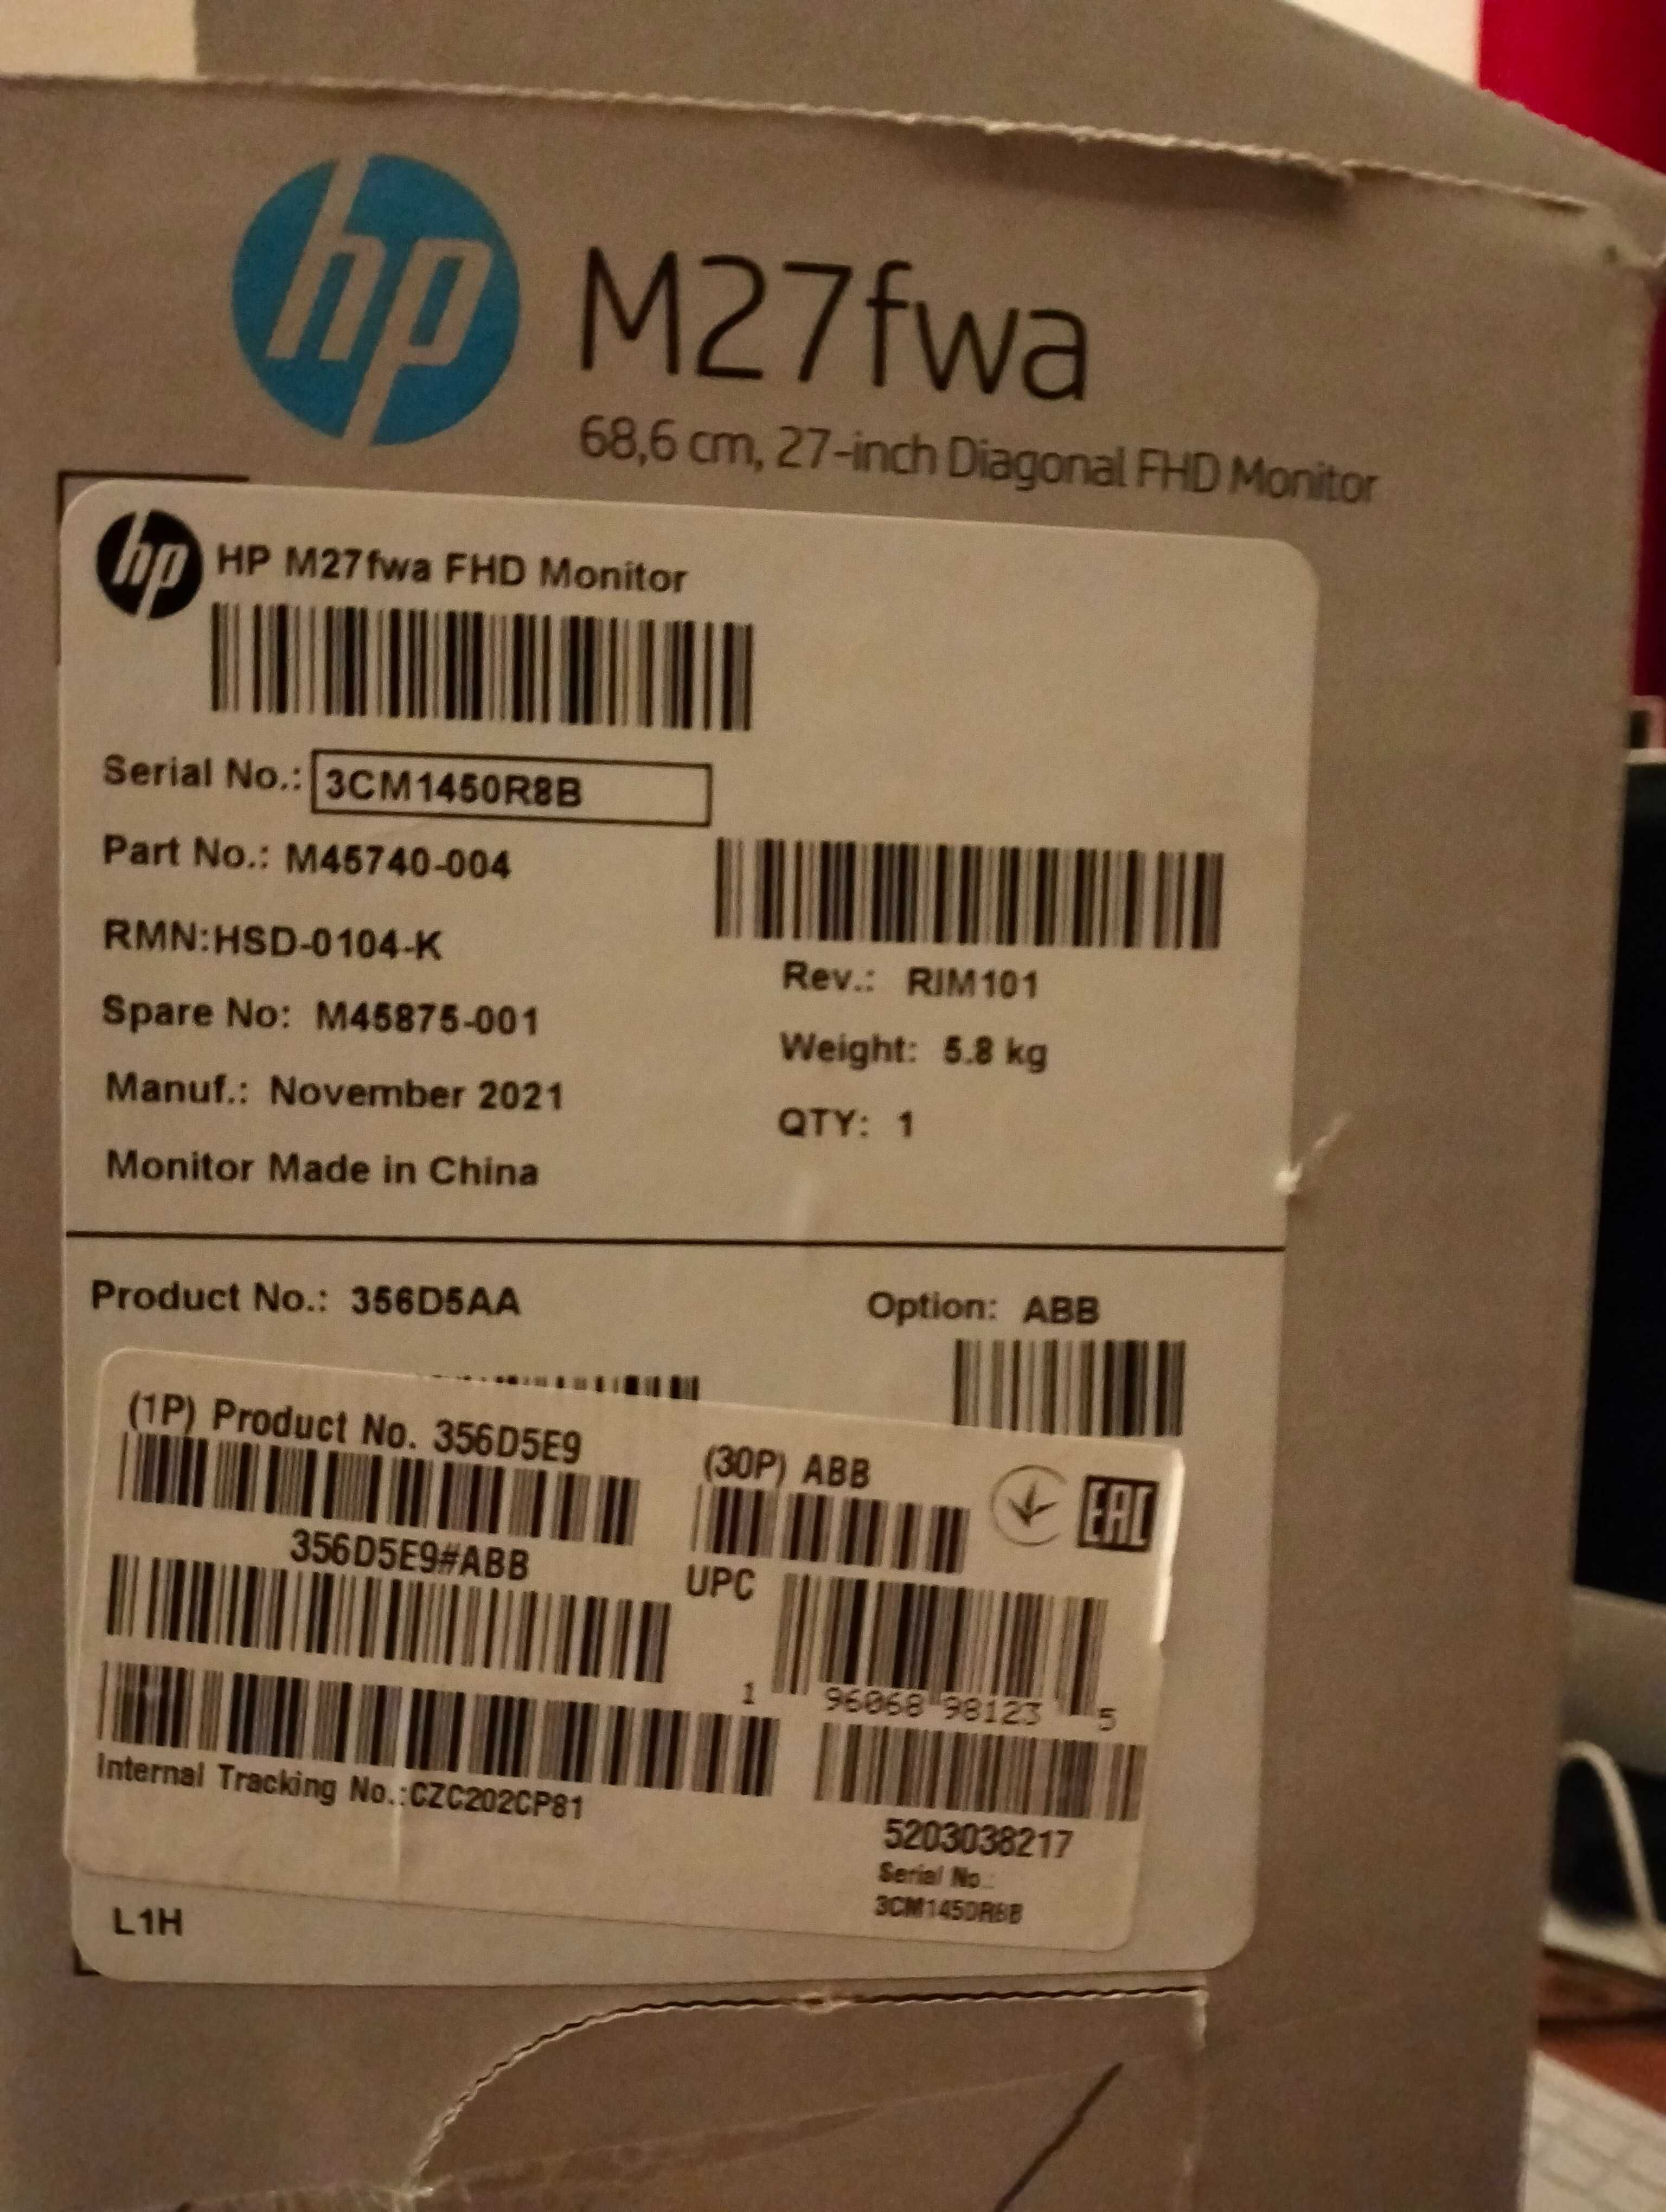 hp
M27fwa
68,6 cm, 27-inch Diagonal FHD Monitor
hp HP M27fwa FHD Monitor
Serial No.: 3CM1450R8B
Part No.: M45740-004
RMN:HSD-0104-K
Rev.: RIM101
Spare No: M45875-001
Weight: 5.8 kg
Manuf.: November 2021
QTY: 1
Monitor Made in China
Product No.: 356D5AA
Option: ABB
(1P) Product No. 356D5E9
(30P) ABB
EAC
356D5E9#ABB
UPC
1 96068 98123 5
Internal Tracking No.:CZC202CP81
5203038217
Serial No.:
3CM1450R8B
L1H